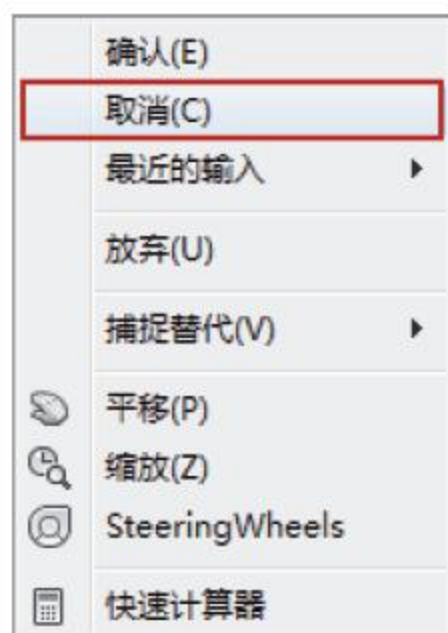 确认(E)
取消(C)
最近的输入
放弃(U)
捕捉替代(V)
平移(P)
缩放(Z)
SteeringWheels
快速计算器